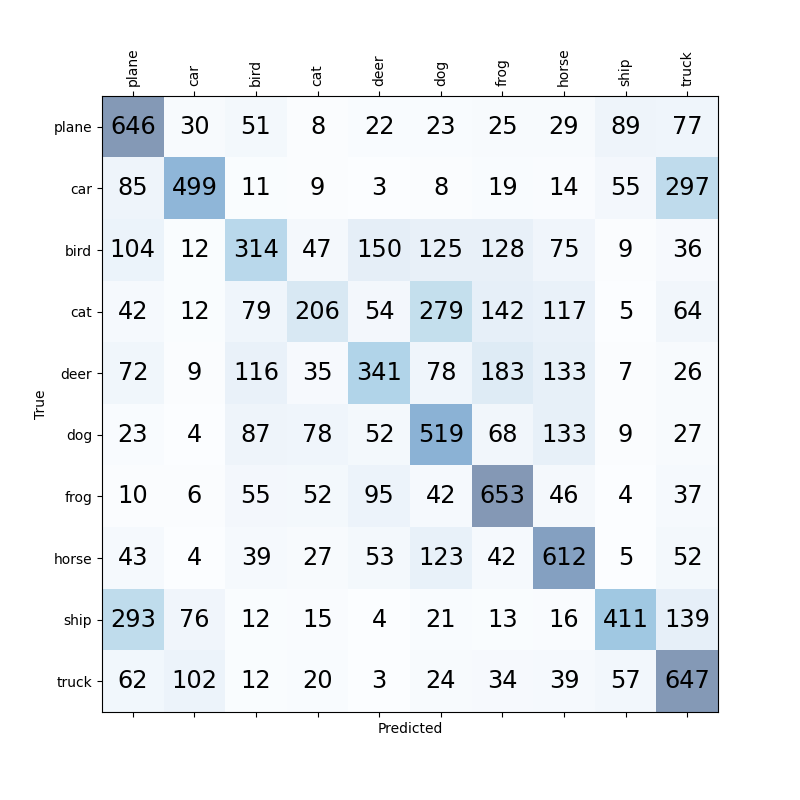 plane car bird cat deer dog frog horse ship truck
plane 646 30 51 8 22 23 25 29 89 77
car 85 499 11 9 3 8 19 14 55 297
bird 104 12 314 47 150 125 128 75 9 36
cat 42 12 79 206 54 279 142 117 5 64
deer 72 9 116 35 341 78 183 133 7 26
True
dog 23 4 87 78 52 519 68 133 9 27
frog 10 6 55 52 95 42 653 46 4 37
horse 43 4 39 27 53 123 42 612 5 52
ship 293 76 12 15 4 21 13 16 411 139
truck 62 102 12 20 3 24 34 39 57 647
Predicted